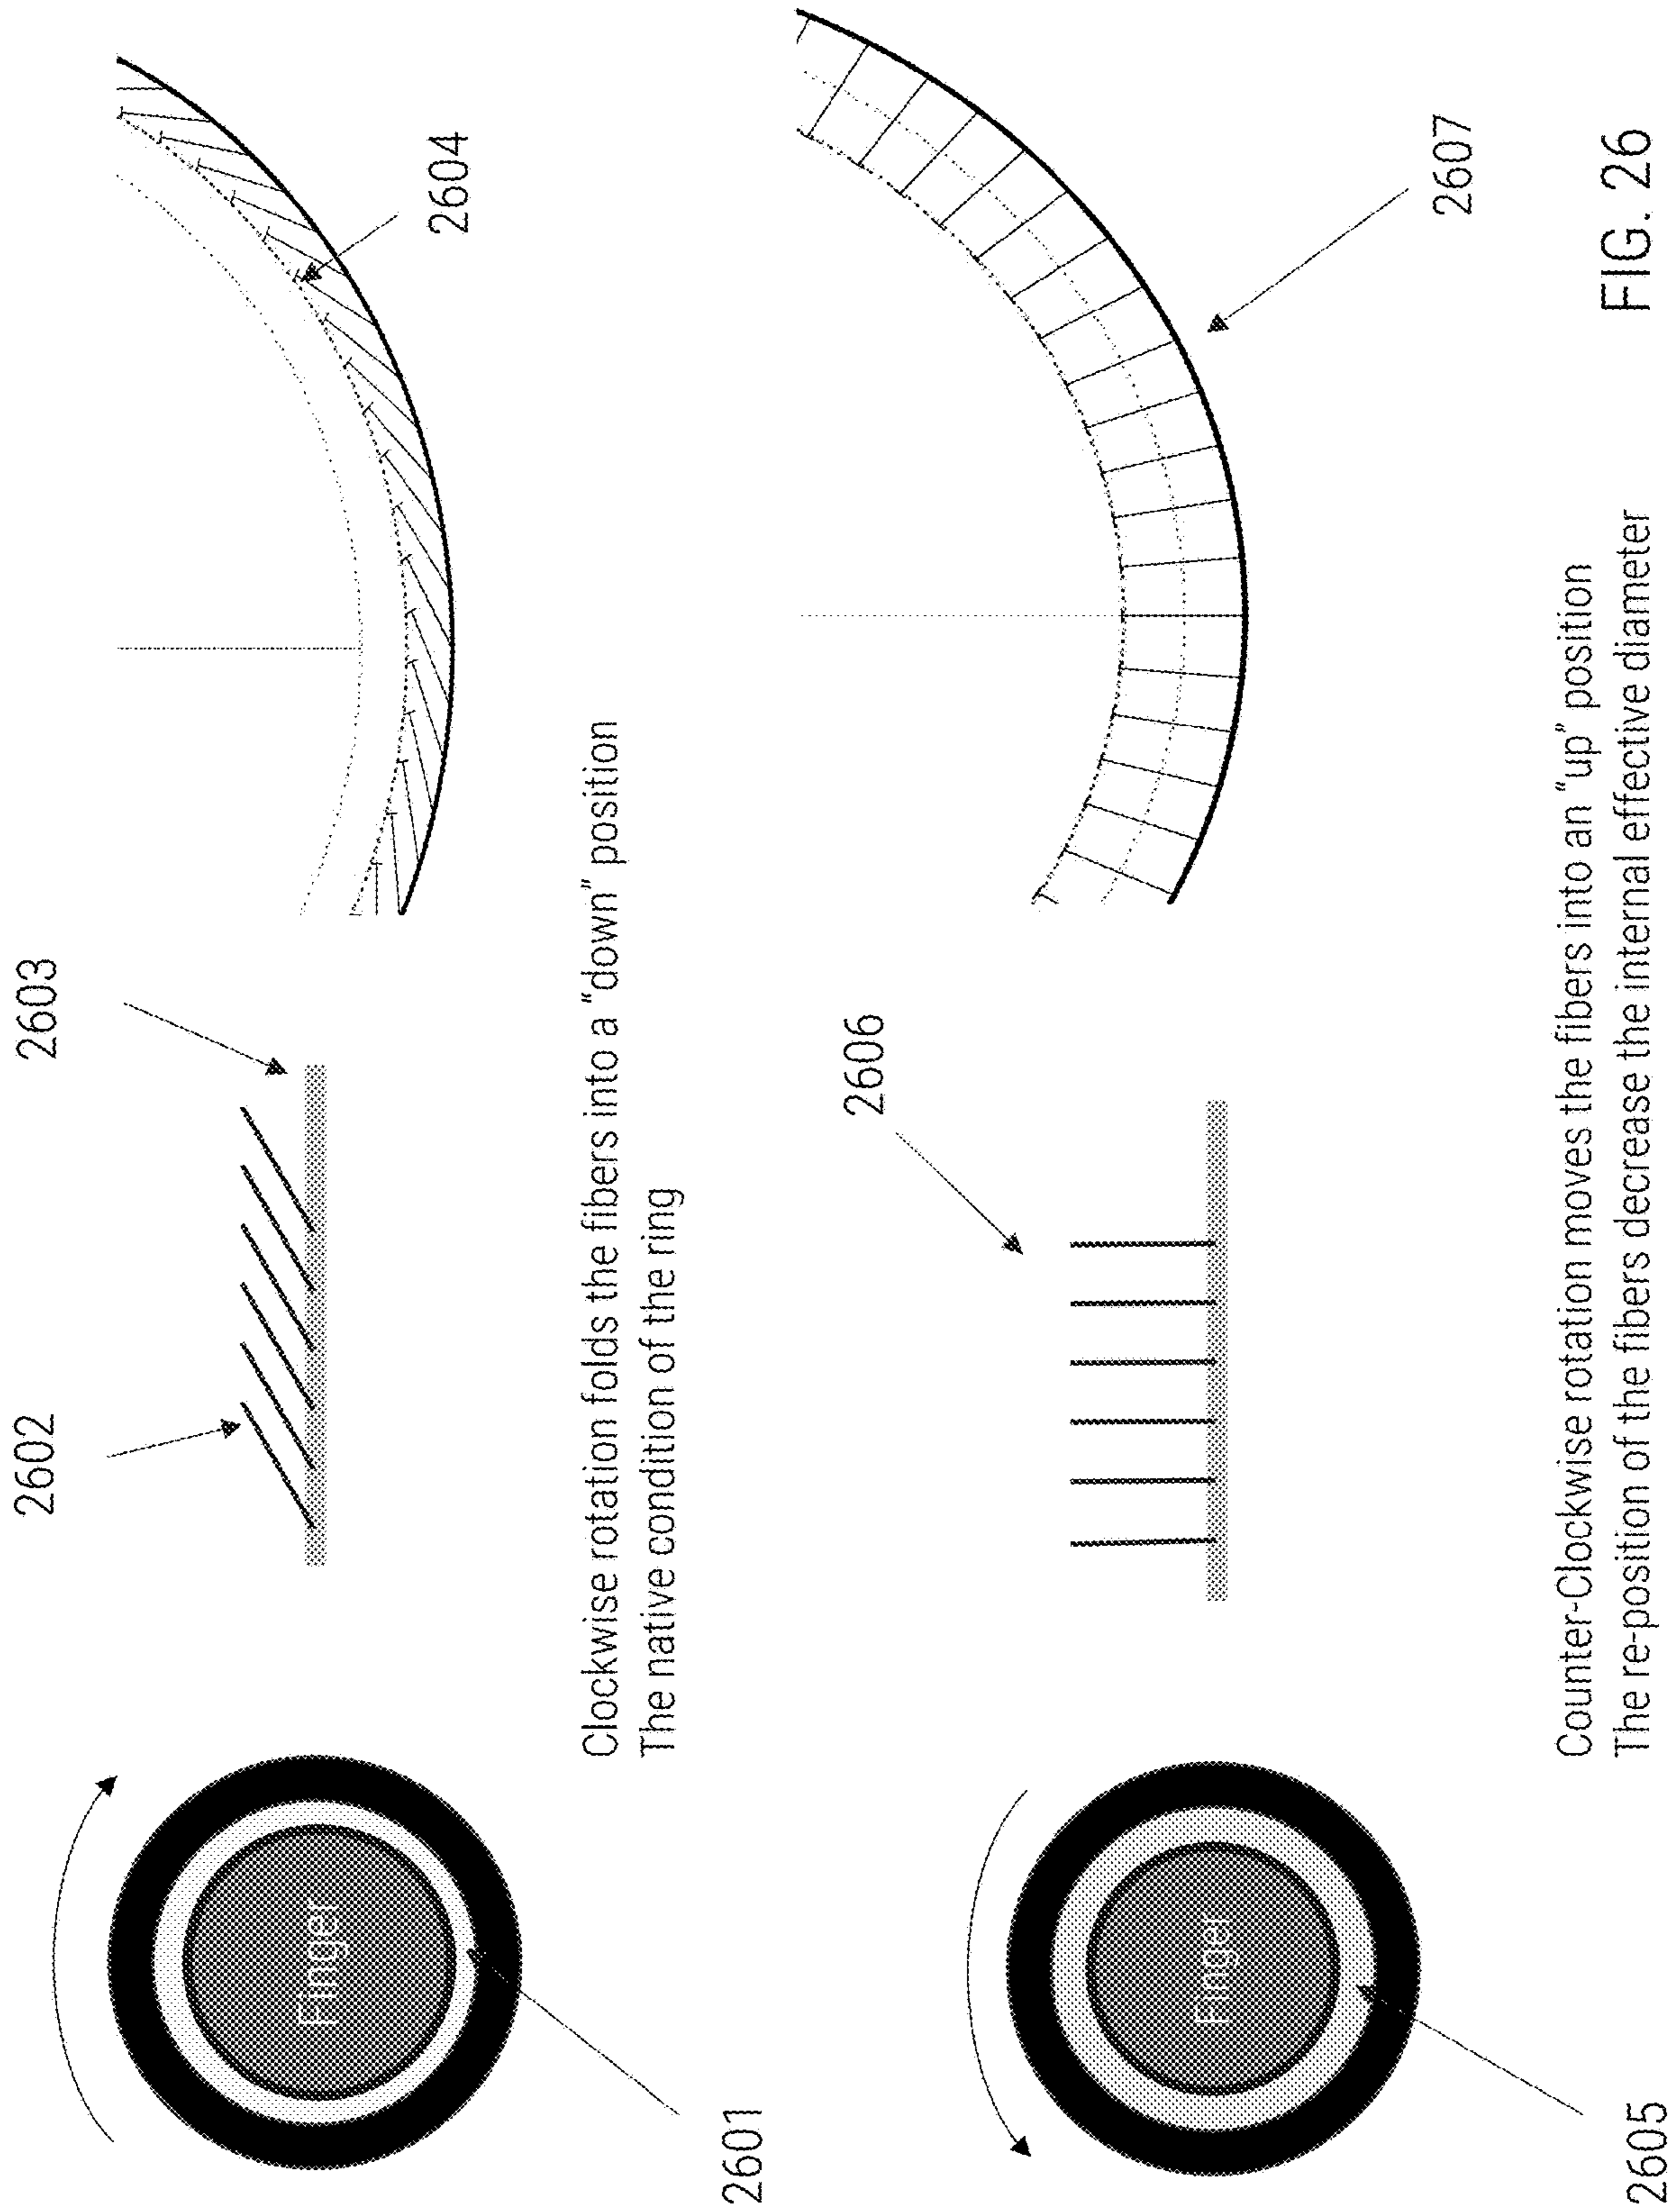 2602
2603
Finger
2604
2601
Clockwise rotation folds the fibers into a “down” position
The native condition of the ring
2606
Finger
2607
2605
Counter-Clockwise rotation moves the fibers into an “up” position
The re-position of the fibers decrease the internal effective diameter
FIG. 26